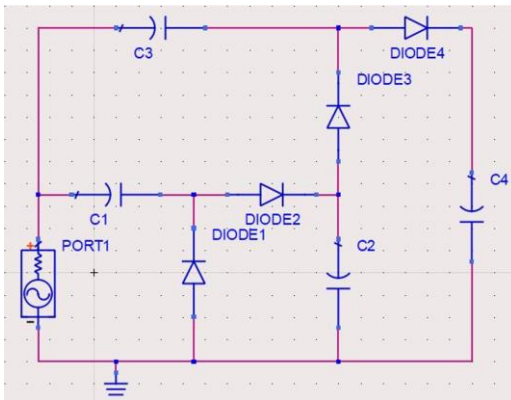 C3
DIODE4
DIODE3
C4
C1
DIODE2
PORT1
DIODE1
C2
+
-